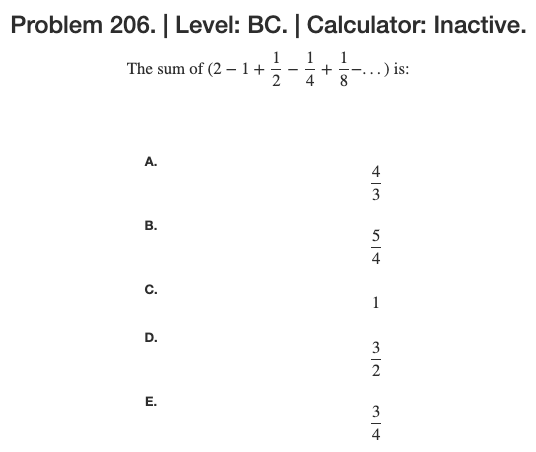 Problem 206. | Level: BC. | Calculator: Inactive.
The sum of (2 − 1 + 1/2 − 1/4 + 1/8 −...) is:
A. 4/3
B. 5/4
C. 1
D. 3/2
E. 3/4